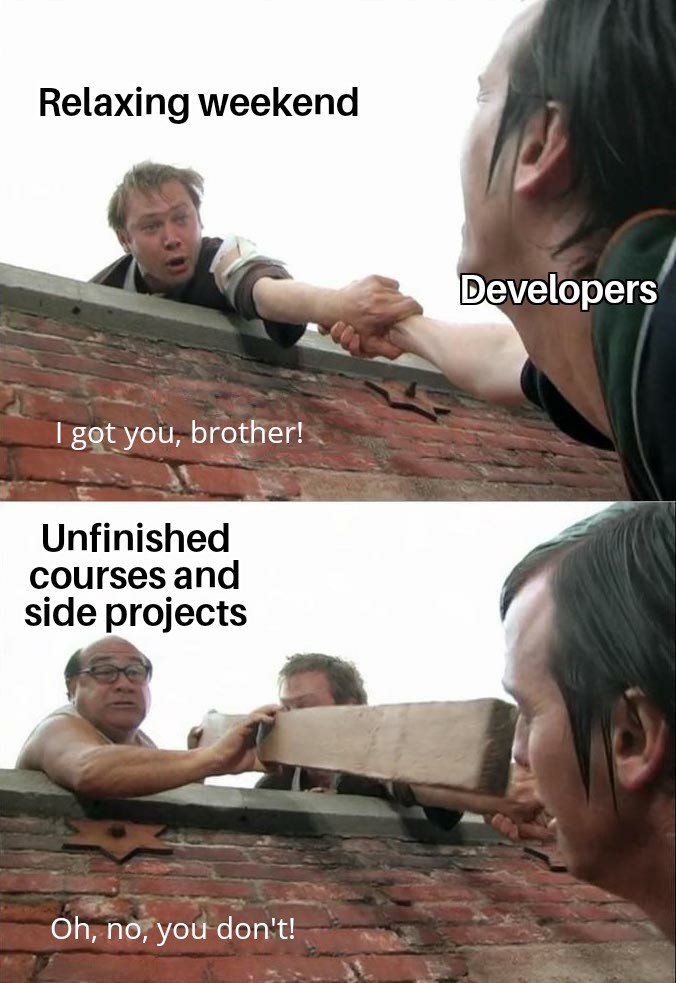 Relaxing weekend
Developers
I got you, brother!
Unfinished
courses and
side projects
Oh, no, you don't!